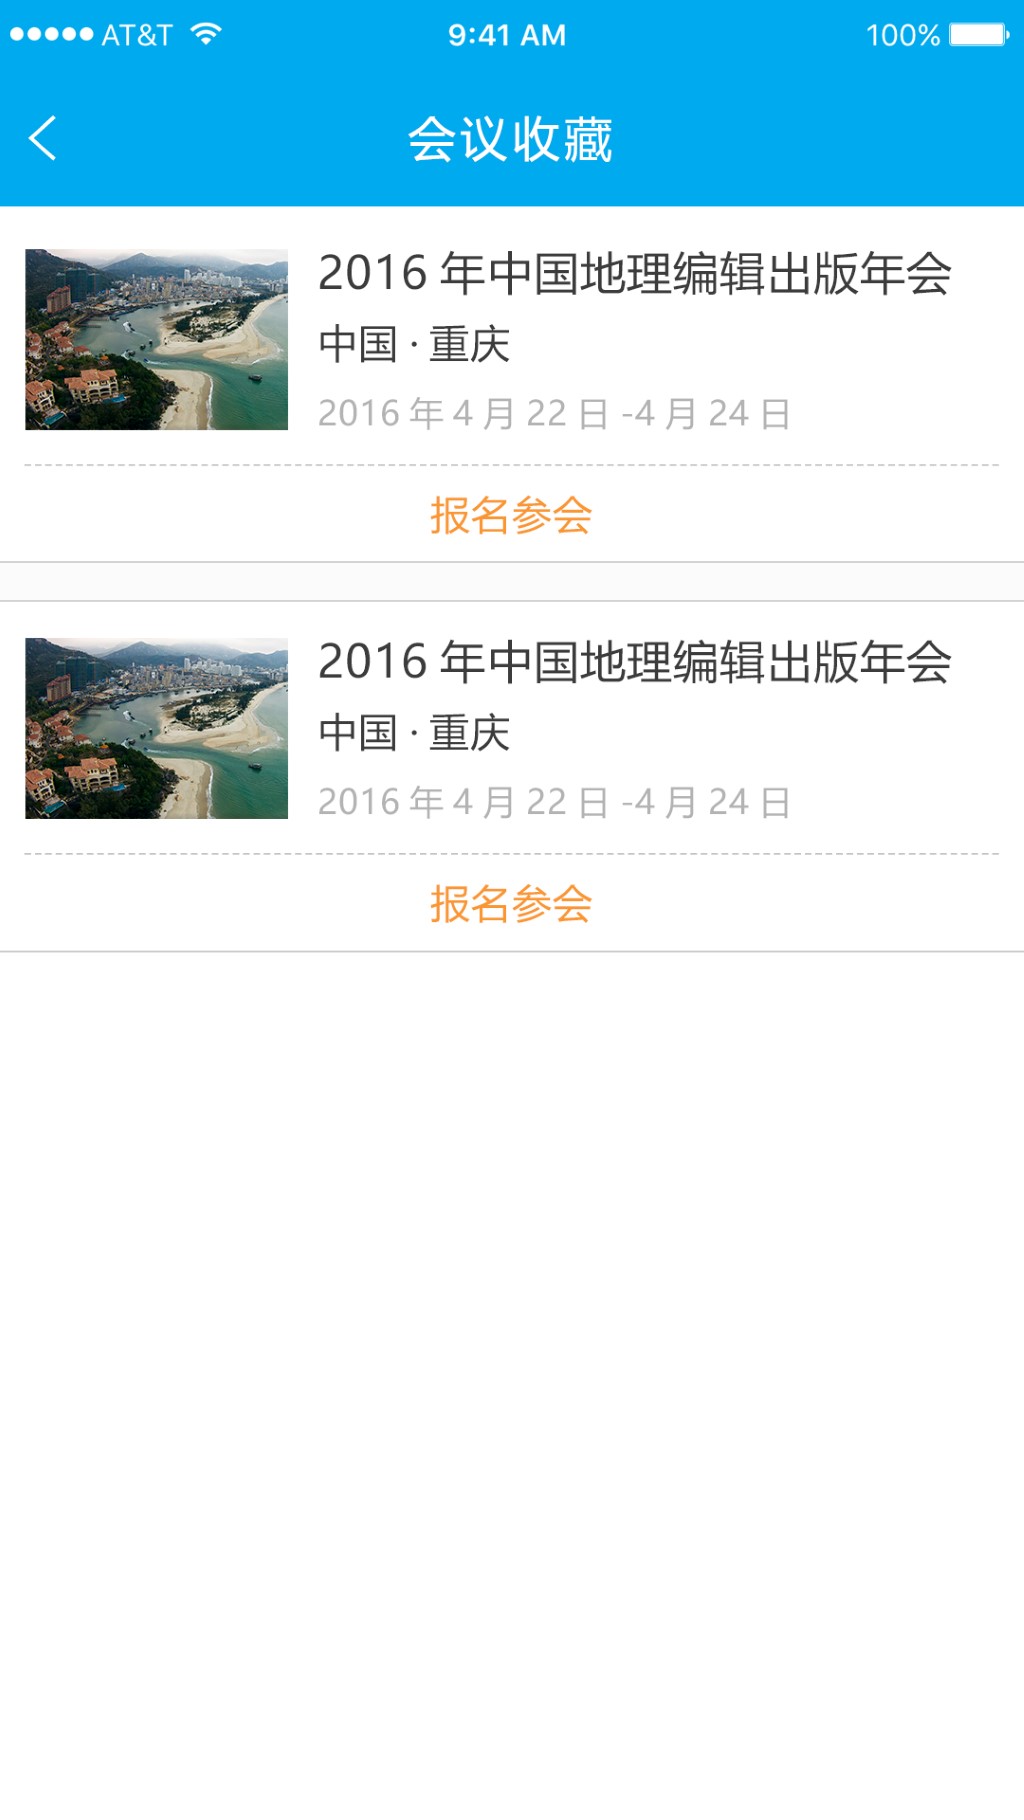 AT&T 9:41 AM 100%
会议收藏
2016 年中国地理编辑出版年会
中国 · 重庆
2016 年 4 月 22 日 -4 月 24 日
报名参会
2016 年中国地理编辑出版年会
中国 · 重庆
2016 年 4 月 22 日 -4 月 24 日
报名参会